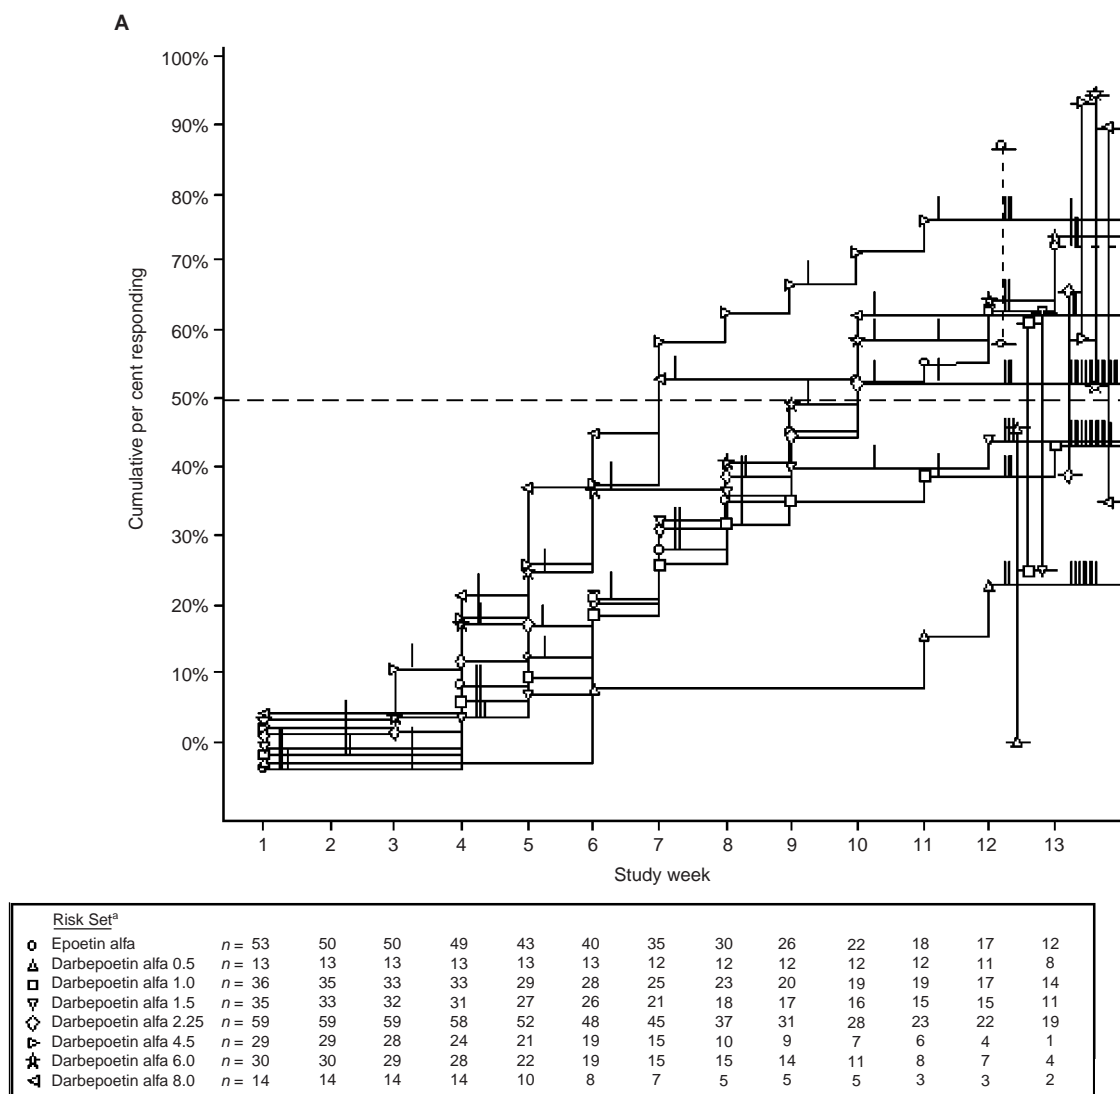 A
100%
90%
80%
70%
60%
50%
40%
30%
20%
10%
0%
Cumulative per cent responding
1 2 3 4 5 6 7 8 9 10 11 12 13
Study week
Risk Setᵃ
Epoetin alfa n = 53 50 50 49 43 40 35 30 26 22 18 17 12
Darbepoetin alfa 0.5 n = 13 13 13 13 13 13 12 12 12 12 12 11 8
Darbepoetin alfa 1.0 n = 36 35 33 33 29 28 25 23 20 19 19 17 14
Darbepoetin alfa 1.5 n = 35 33 32 31 27 26 21 18 17 16 15 15 11
Darbepoetin alfa 2.25 n = 59 59 59 58 52 48 45 37 31 28 23 22 19
Darbepoetin alfa 4.5 n = 29 29 28 24 21 19 15 10 9 7 6 4 1
Darbepoetin alfa 6.0 n = 30 30 29 28 22 19 15 15 14 11 8 7 4
Darbepoetin alfa 8.0 n = 14 14 14 14 10 8 7 5 5 5 3 3 2